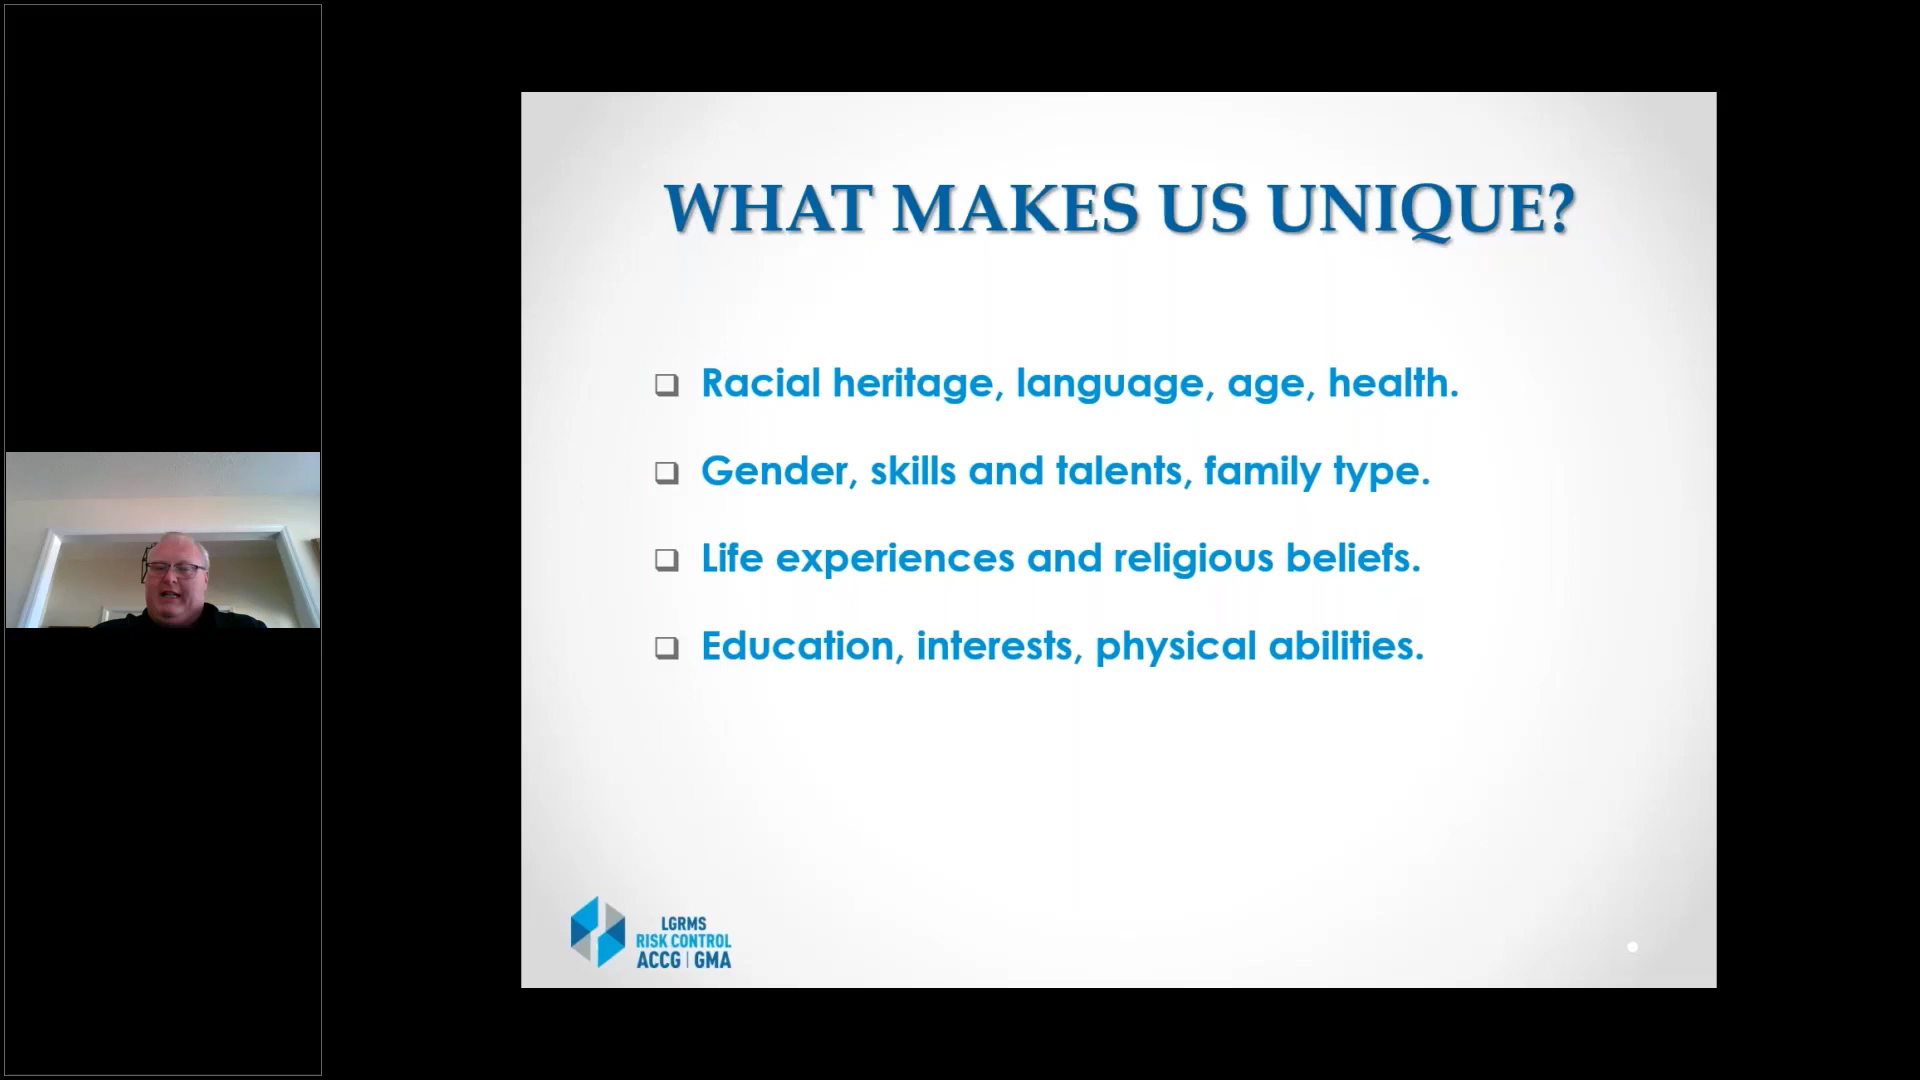 WHAT MAKES US UNIQUE?
Racial heritage, language, age, health.
Gender, skills and talents, family type.
Life experiences and religious beliefs.
Education, interests, physical abilities.
LGRMS
RISK CONTROL
ACCG | GMA